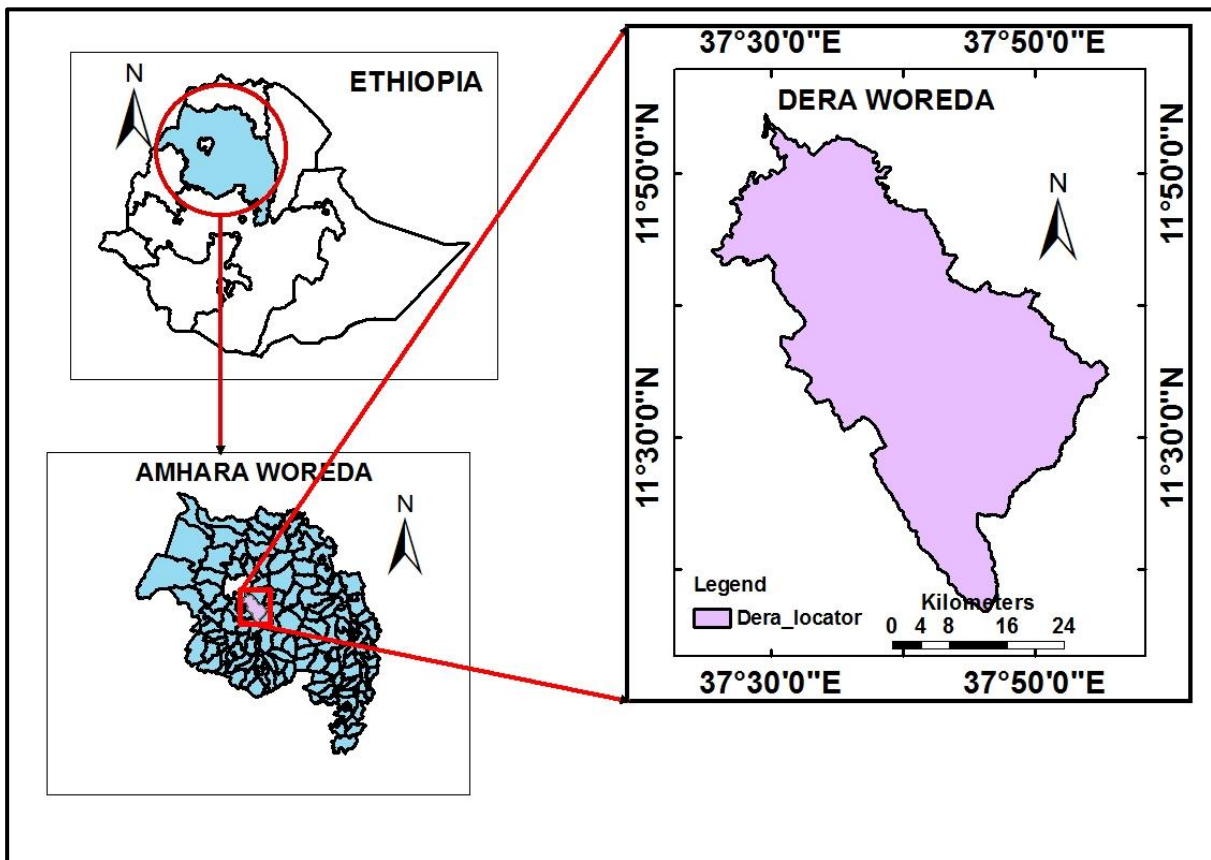 ETHIOPIA
N
AMHARA WOREDA
N
37°30'0"E 37°50'0"E
DERA WOREDA
N
11°50'0"N
11°50'0"N
11°30'0"N
11°30'0"N
Legend
Dera_locator
Kilometers
0 4 8 16 24
37°30'0"E 37°50'0"E